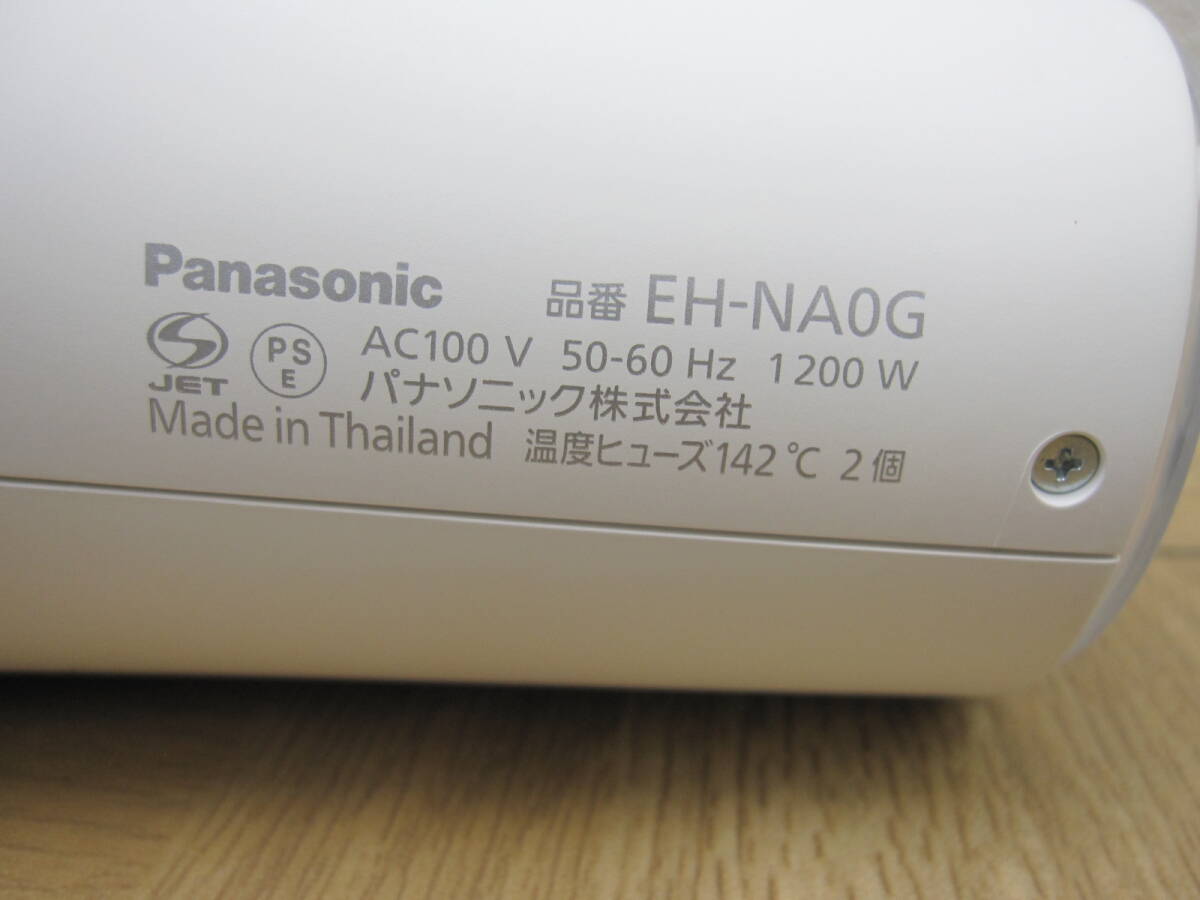 Panasonic 品番 EH-NA0G
S JET PS E AC100 V 50-60 Hz 1200 W
パナソニック株式会社
Made in Thailand 温度ヒューズ142℃ 2個